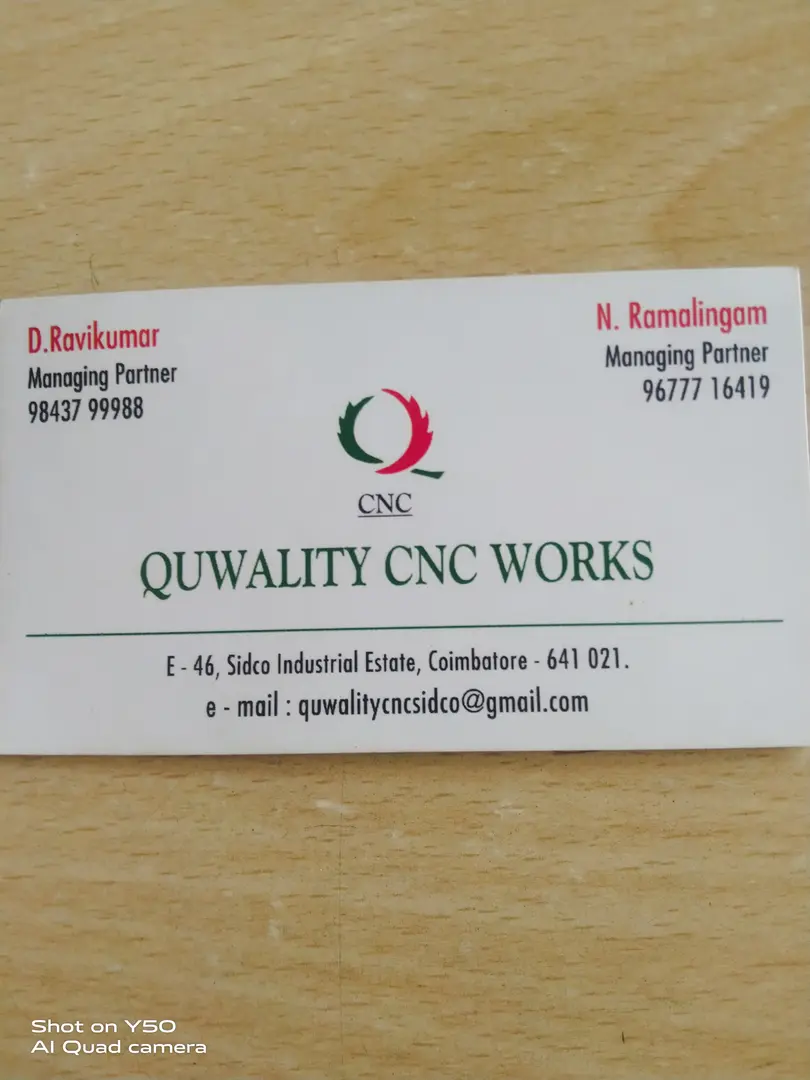 D.Ravikumar
Managing Partner
98437 99988
N. Ramalingam
Managing Partner
96777 16419
CNC
QUWALITY CNC WORKS
E - 46, Sidco Industrial Estate, Coimbatore - 641 021.
e - mail : quwalitycncsidco@gmail.com
Shot on Y50
AI Quad camera